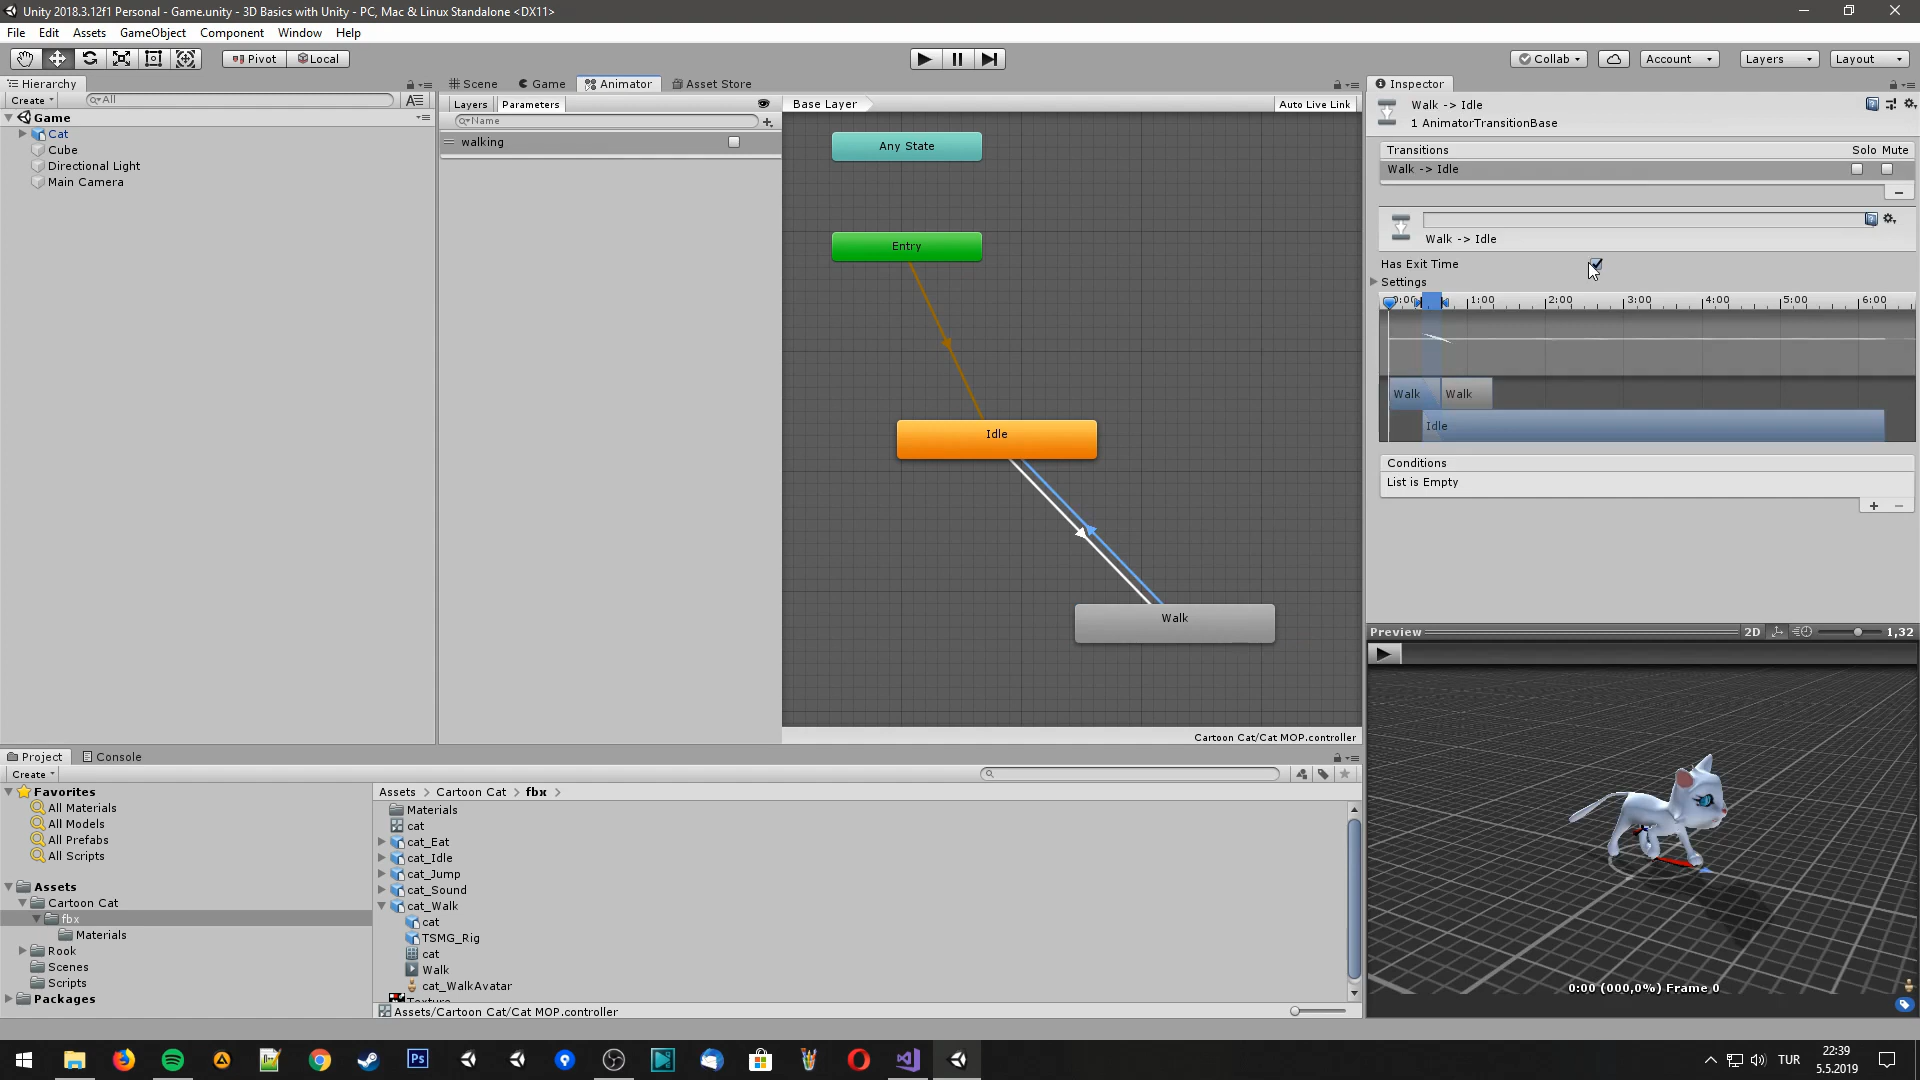 Unity 2018.3.12f1 Personal - Game.unity - 3D Basics with Unity - PC, Mac & Linux Standalone <DX11>
File Edit Assets GameObject Component Window Help
Pivot Local Collab Account Layers Layout
Hierarchy
Create All
Game
Cat
Cube
Directional Light
Main Camera
Scene Game Animator Asset Store
Layers Parameters
Name
walking
Base Layer Auto Live Link
Any State
Entry
Idle
Walk
Cartoon Cat/Cat MOP.controller
Inspector
Walk -> Idle
1 AnimatorTransitionBase
Transitions Solo Mute
Walk -> Idle
Walk -> Idle
Has Exit Time
Settings
0:00 1:00 2:00 3:00 4:00 5:00 6:00
Walk Walk
Idle
Conditions
List is Empty
+ −
Preview 2D 1,32
0:00 (000,0%) Frame 0
Project Console
Create
Favorites
All Materials
All Models
All Prefabs
All Scripts
Assets
Cartoon Cat
fbx
Materials
Rook
Scenes
Scripts
Packages
Assets > Cartoon Cat > fbx >
Materials
cat
cat_Eat
cat_Idle
cat_Jump
cat_Sound
cat_Walk
cat
TSMG_Rig
cat
Walk
cat_WalkAvatar
Texture
Assets/Cartoon Cat/Cat MOP.controller
Ps
TUR
22:39
5.5.2019